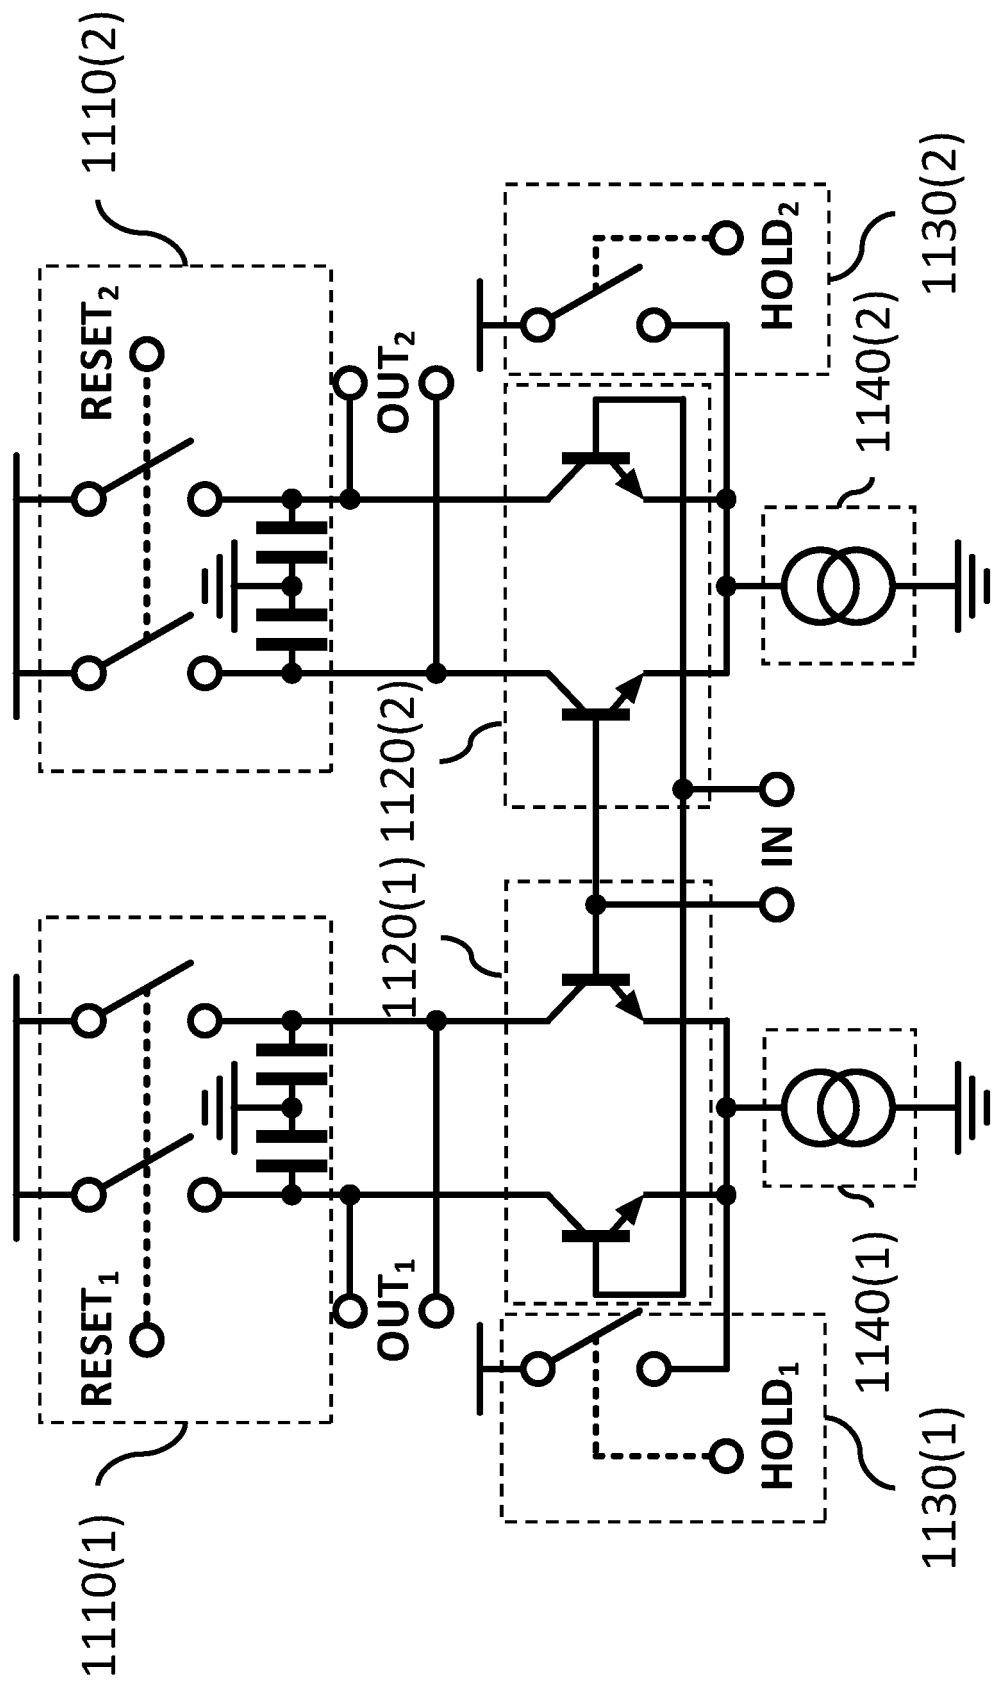 1110(1)
1110(2)
RESET₁
RESET₂
OUT₁
OUT₂
1120(1)
1120(2)
HOLD₁
IN
HOLD₂
1130(1)
1140(1)
1140(2)
1130(2)